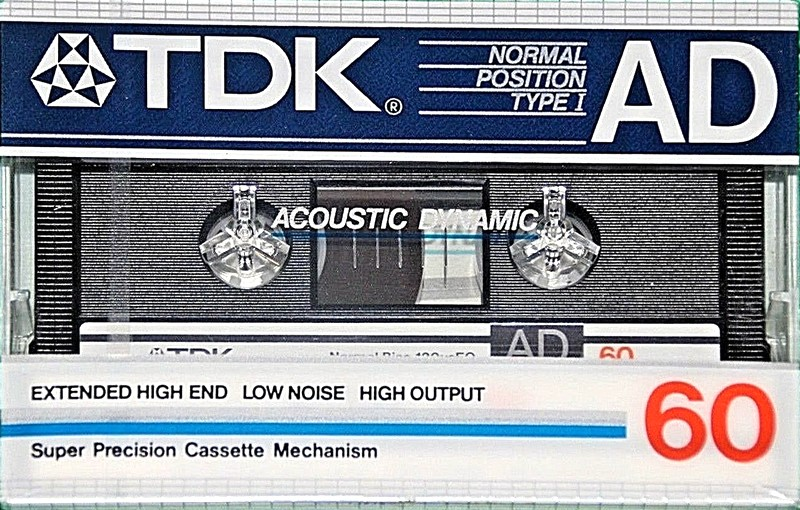 TDK®
NORMAL
POSITION
TYPE I
AD
ACOUSTIC DYNAMIC
AD
60
EXTENDED HIGH END LOW NOISE HIGH OUTPUT
60
Super Precision Cassette Mechanism